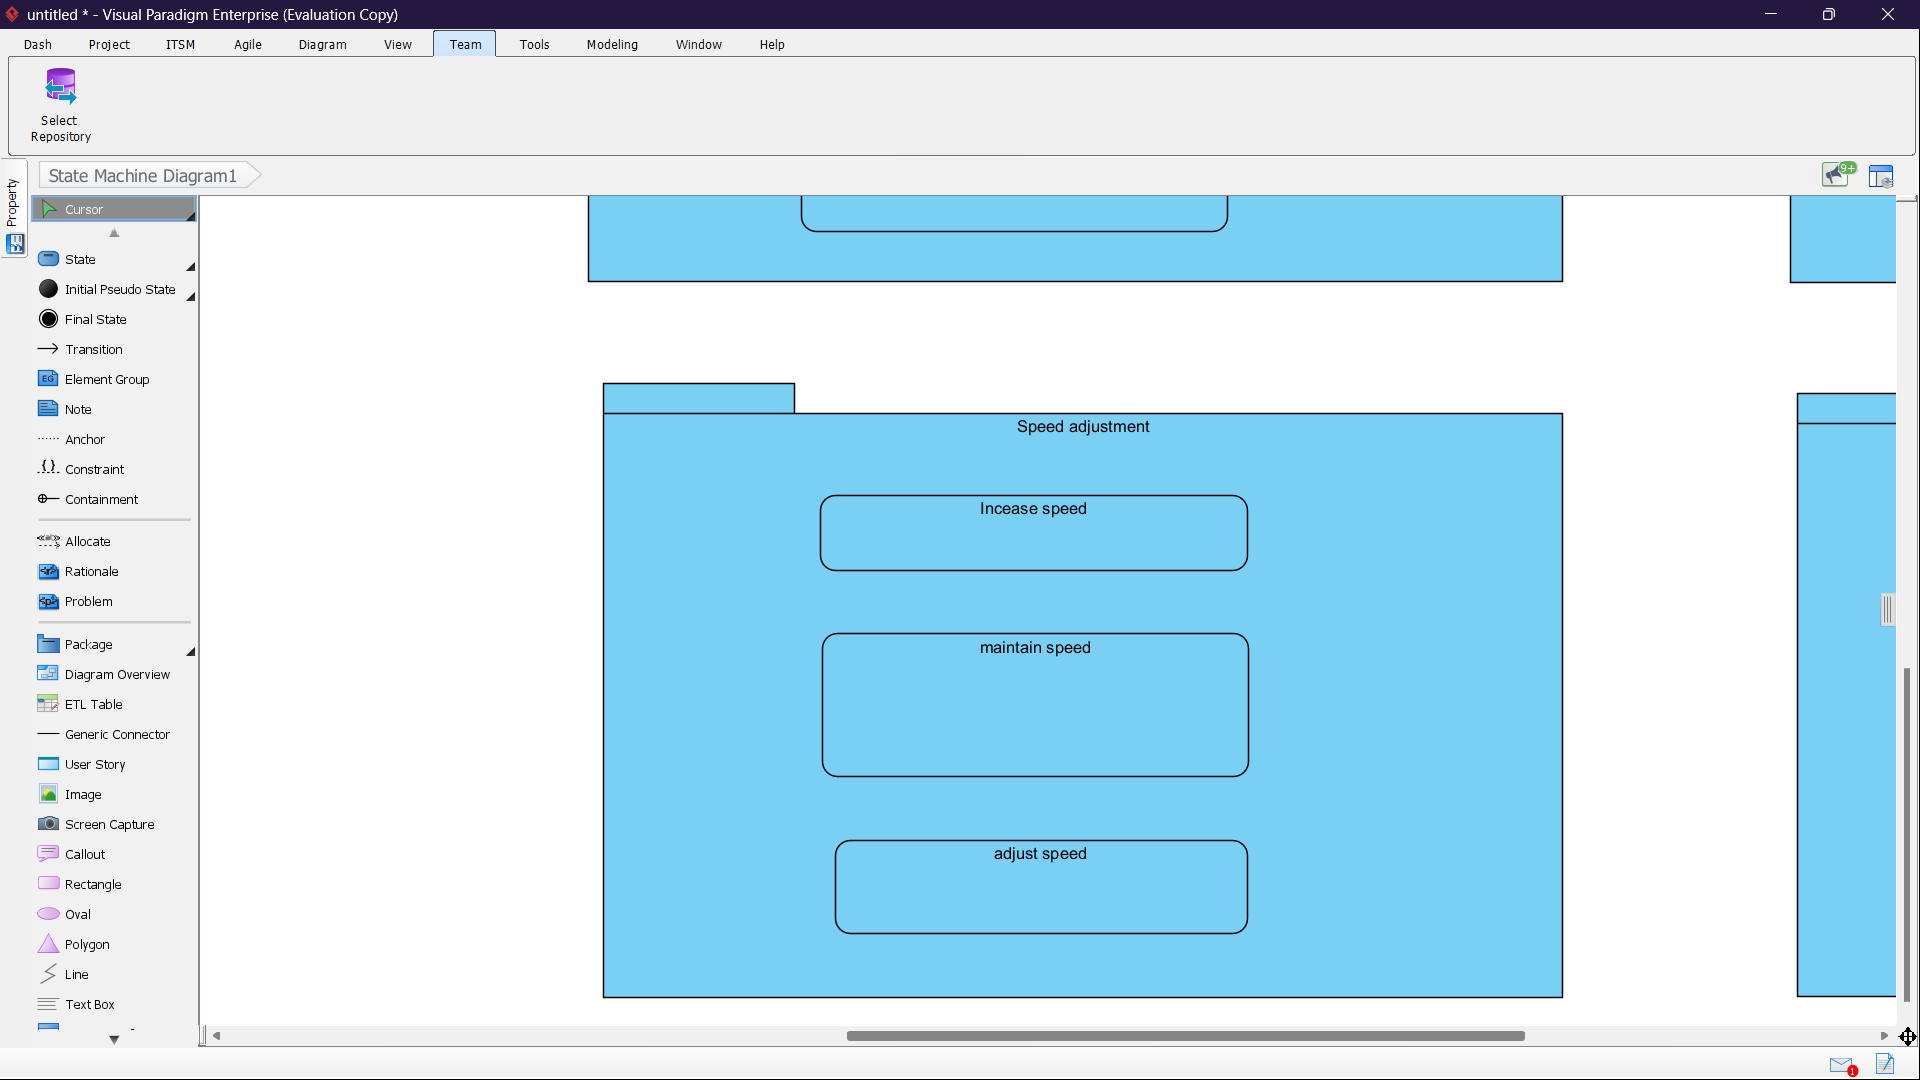 untitled * - Visual Paradigm Enterprise (Evaluation Copy)
Dash Project ITSM Agile Diagram View Team Tools Modeling Window Help
Select
Repository
Property
State Machine Diagram1
9+
Cursor
State
Initial Pseudo State
Final State
Transition
EG Element Group
Note
Anchor
Constraint
Containment
Allocate
Rationale
Problem
Package
Diagram Overview
ETL Table
Generic Connector
User Story
Image
Screen Capture
Callout
Rectangle
Oval
Polygon
Line
Text Box
Speed adjustment
Incease speed
maintain speed
adjust speed
1